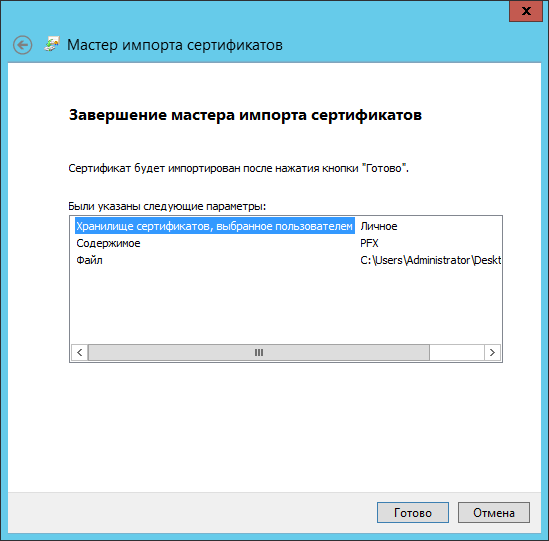 Мастер импорта сертификатов
Завершение мастера импорта сертификатов
Сертификат будет импортирован после нажатия кнопки "Готово".
Были указаны следующие параметры:
Хранилище сертификатов, выбранное пользователем Личное
Содержимое PFX
Файл C:\Users\Administrator\Deskt
Готово Отмена